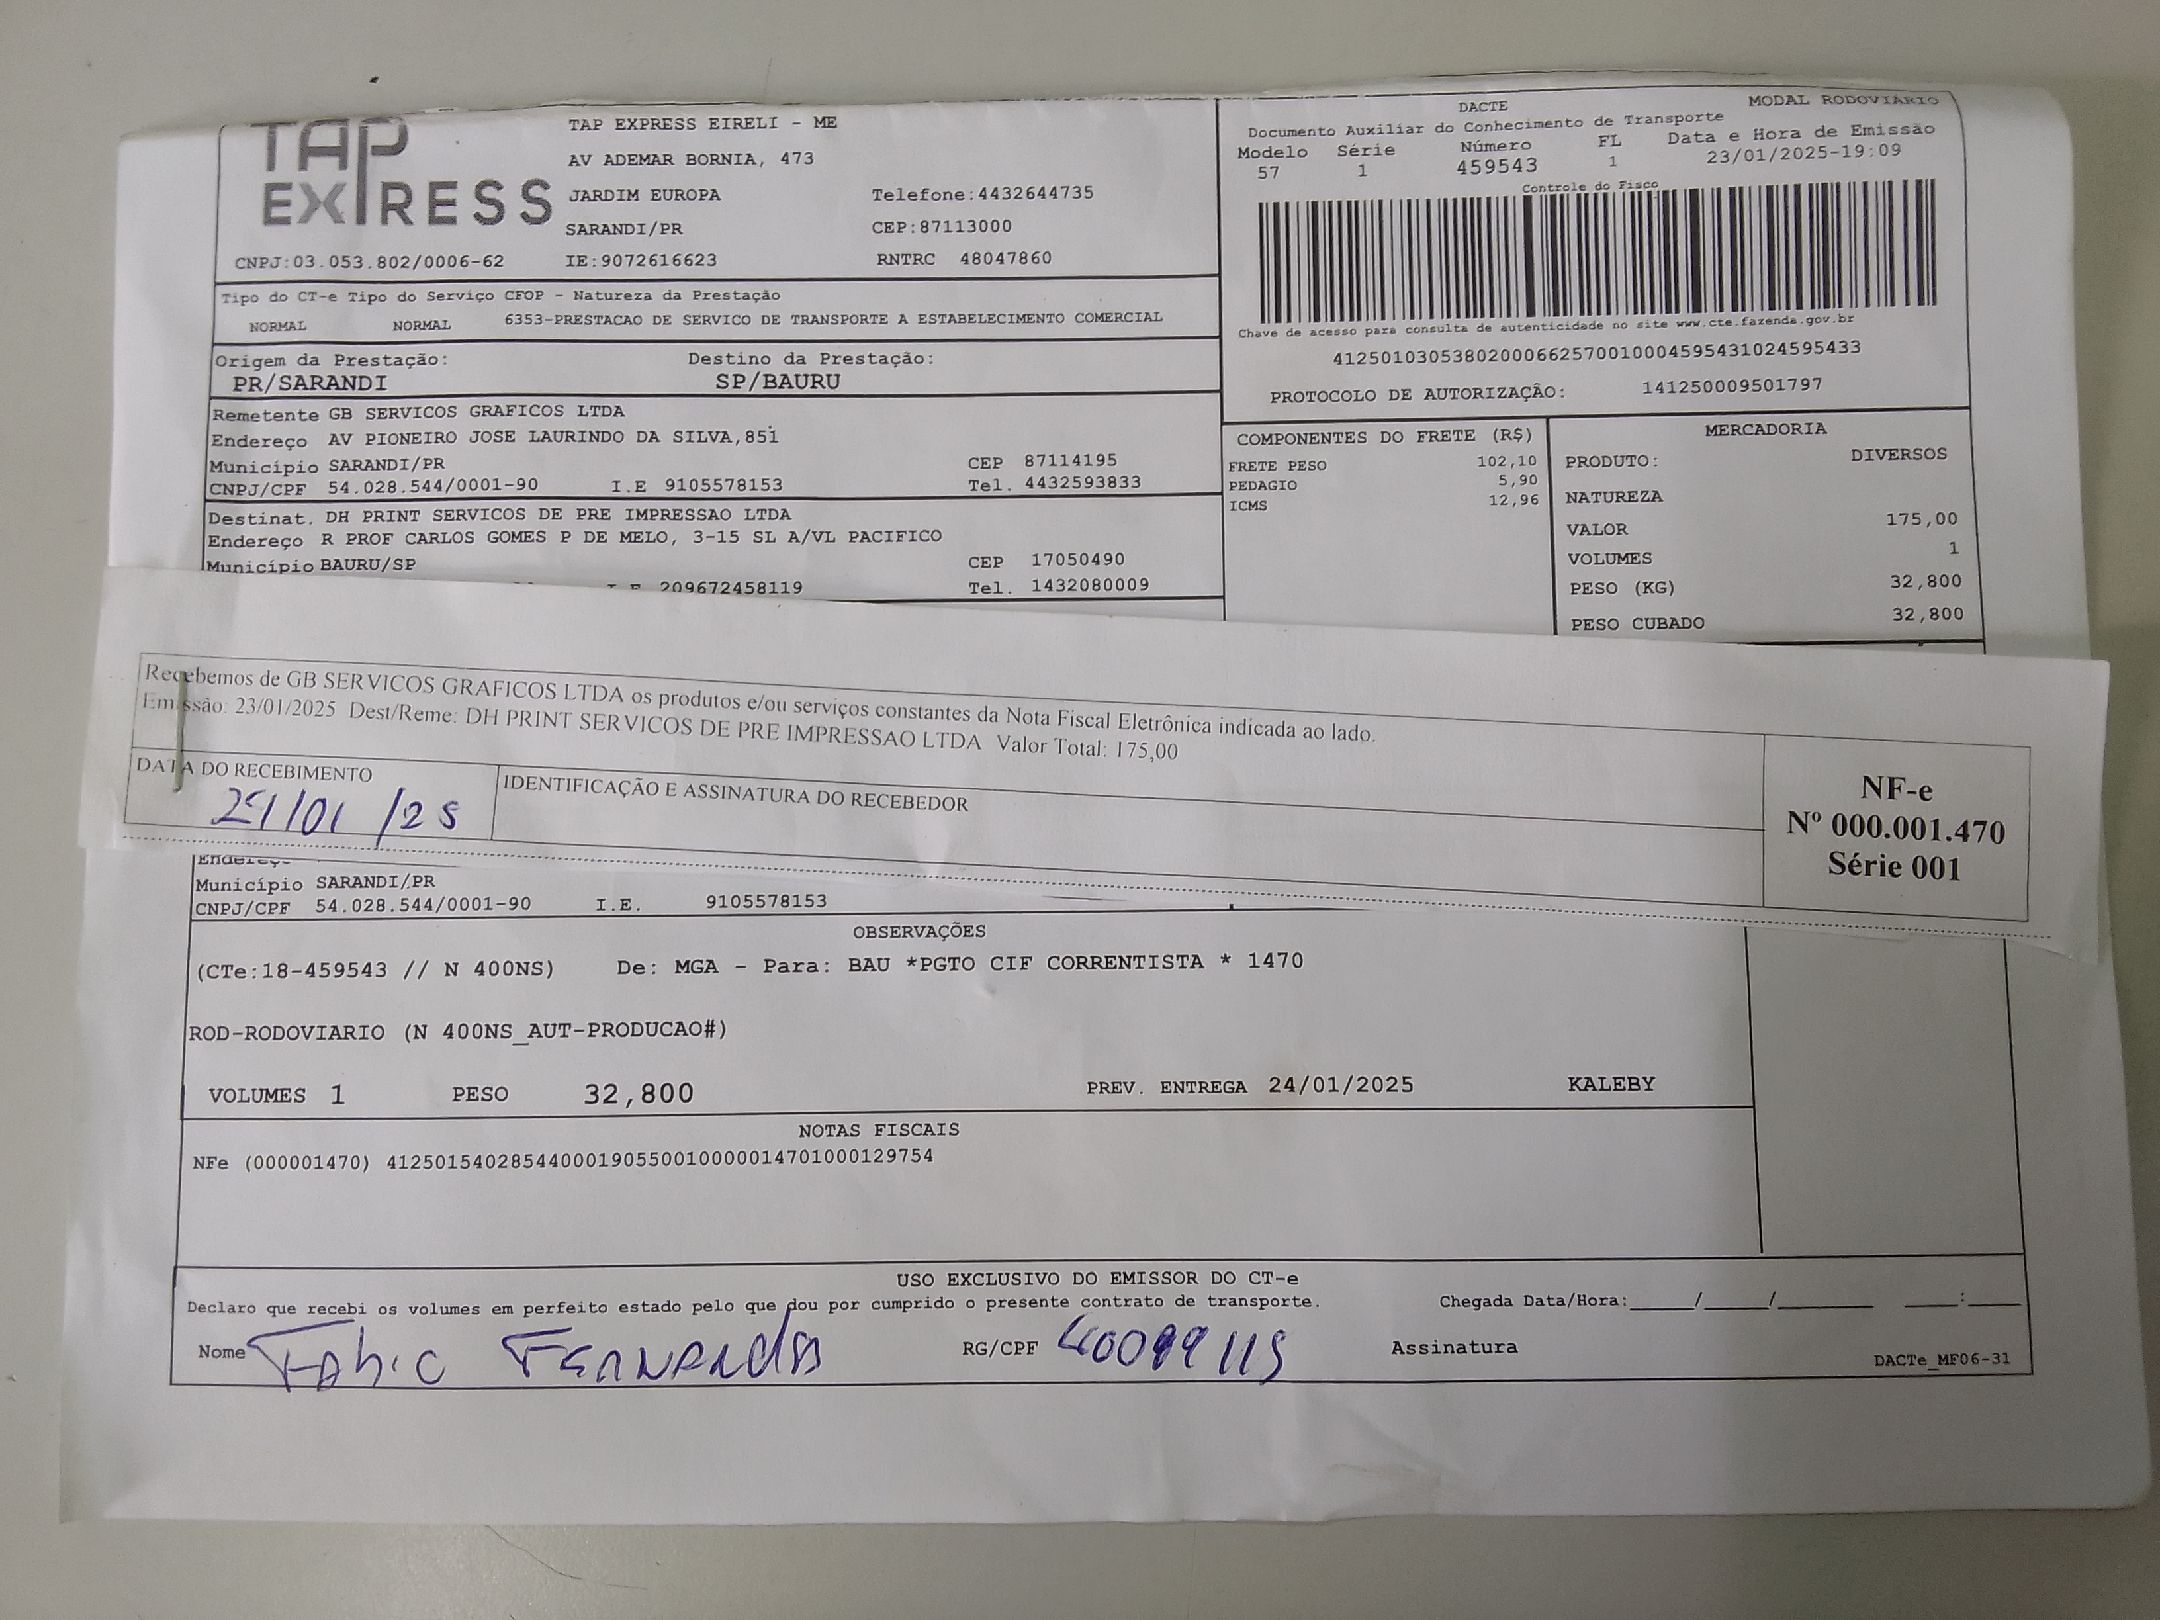 TAP EXPRESS
TAP EXPRESS EIRELI - ME
AV ADEMAR BORNIA, 473
JARDIM EUROPA Telefone:4432644735
SARANDI/PR CEP:87113000
CNPJ:03.053.802/0006-62 IE:9072616623 RNTRC 48047860
DACTE MODAL RODOVIÁRIO
Documento Auxiliar do Conhecimento de Transporte
Modelo Série Número FL Data e Hora de Emissão
57 1 459543 1 23/01/2025-19:09
Controle do Fisco
Chave de acesso para consulta de autenticidade no site www.cte.fazenda.gov.br
41250103053802000662570010004595431024595433
PROTOCOLO DE AUTORIZAÇÃO: 141250009501797
Tipo do CT-e Tipo do Serviço CFOP - Natureza da Prestação
NORMAL NORMAL 6353-PRESTACAO DE SERVICO DE TRANSPORTE A ESTABELECIMENTO COMERCIAL
Origem da Prestação: Destino da Prestação:
PR/SARANDI SP/BAURU
Remetente GB SERVICOS GRAFICOS LTDA
Endereço AV PIONEIRO JOSE LAURINDO DA SILVA,851
Município SARANDI/PR CEP 87114195
CNPJ/CPF 54.028.544/0001-90 I.E 9105578153 Tel. 4432593833
Destinat. DH PRINT SERVICOS DE PRE IMPRESSAO LTDA
Endereço R PROF CARLOS GOMES P DE MELO, 3-15 SL A/VL PACIFICO
Município BAURU/SP CEP 17050490
I.E 209672458119 Tel. 1432080009
COMPONENTES DO FRETE (R$)
FRETE PESO 102,10
PEDAGIO 5,90
ICMS 12,96
MERCADORIA
PRODUTO: DIVERSOS
NATUREZA
VALOR 175,00
VOLUMES 1
PESO (KG) 32,800
PESO CUBADO 32,800
Recebemos de GB SERVICOS GRAFICOS LTDA os produtos e/ou serviços constantes da Nota Fiscal Eletrônica indicada ao lado.
Emissão: 23/01/2025 Dest/Reme: DH PRINT SERVICOS DE PRE IMPRESSAO LTDA Valor Total: 175,00
DATA DO RECEBIMENTO IDENTIFICAÇÃO E ASSINATURA DO RECEBEDOR
/01/25
NF-e
Nº 000.001.470
Série 001
Endereço
Município SARANDI/PR
CNPJ/CPF 54.028.544/0001-90 I.E. 9105578153
OBSERVAÇÕES
(CTe:18-459543 // N 400NS) De: MGA - Para: BAU *PGTO CIF CORRENTISTA * 1470
ROD-RODOVIARIO (N 400NS_AUT-PRODUCAO#)
VOLUMES 1 PESO 32,800 PREV. ENTREGA 24/01/2025 KALEBY
NOTAS FISCAIS
NFe (000001470) 41250154028544000190550010000014701000129754
USO EXCLUSIVO DO EMISSOR DO CT-e
Declaro que recebi os volumes em perfeito estado pelo que dou por cumprido o presente contrato de transporte. Chegada Data/Hora:_____/_____/________ ____:____
Nome Fabio Fernandes RG/CPF Assinatura
DACTe_MF06-31